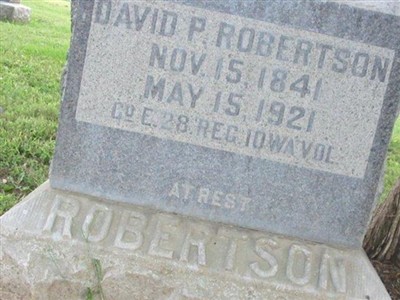 DAVID P. ROBERTSON
NOV. 15, 1841
MAY 15, 1921
CO. E. 28. REG. IOWA VOL.
AT REST
ROBERTSON